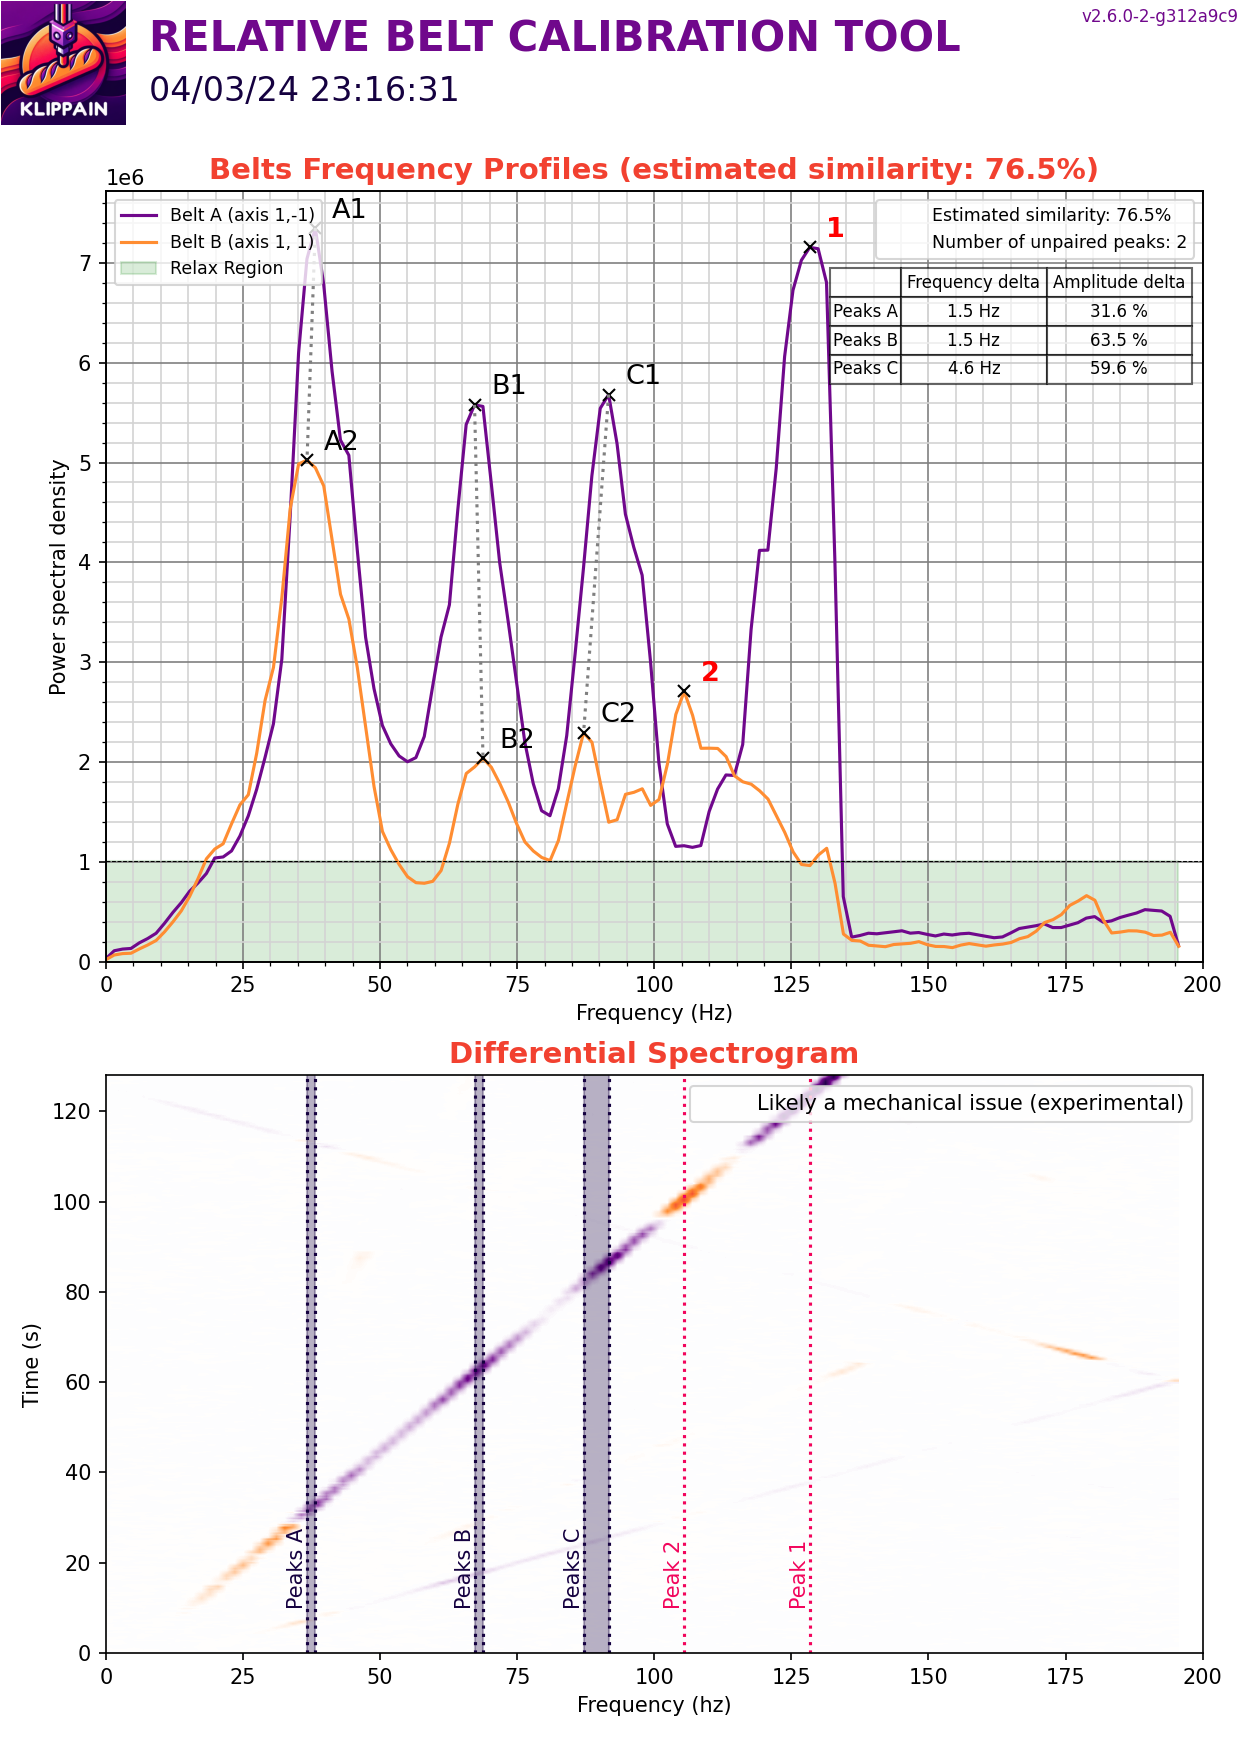 v2.6.0-2-g312a9c9
RELATIVE BELT CALIBRATION TOOL
04/03/24 23:16:31
KLIPPAIN
Belts Frequency Profiles (estimated similarity: 76.5%)
1e6
Belt A (axis 1,-1)
Belt B (axis 1, 1)
Relax Region
Estimated similarity: 76.5%
Number of unpaired peaks: 2
Frequency delta Amplitude delta
Peaks A 1.5 Hz 31.6 %
Peaks B 1.5 Hz 63.5 %
Peaks C 4.6 Hz 59.6 %
A1
1
B1
C1
A2
2
C2
B2
Power spectral density
7
6
5
4
3
2
1
0
0 25 50 75 100 125 150 175 200
Frequency (Hz)
Differential Spectrogram
Likely a mechanical issue (experimental)
Time (s)
120
100
80
60
40
20
0
Peaks A
Peaks B
Peaks C
Peak 2
Peak 1
0 25 50 75 100 125 150 175 200
Frequency (hz)